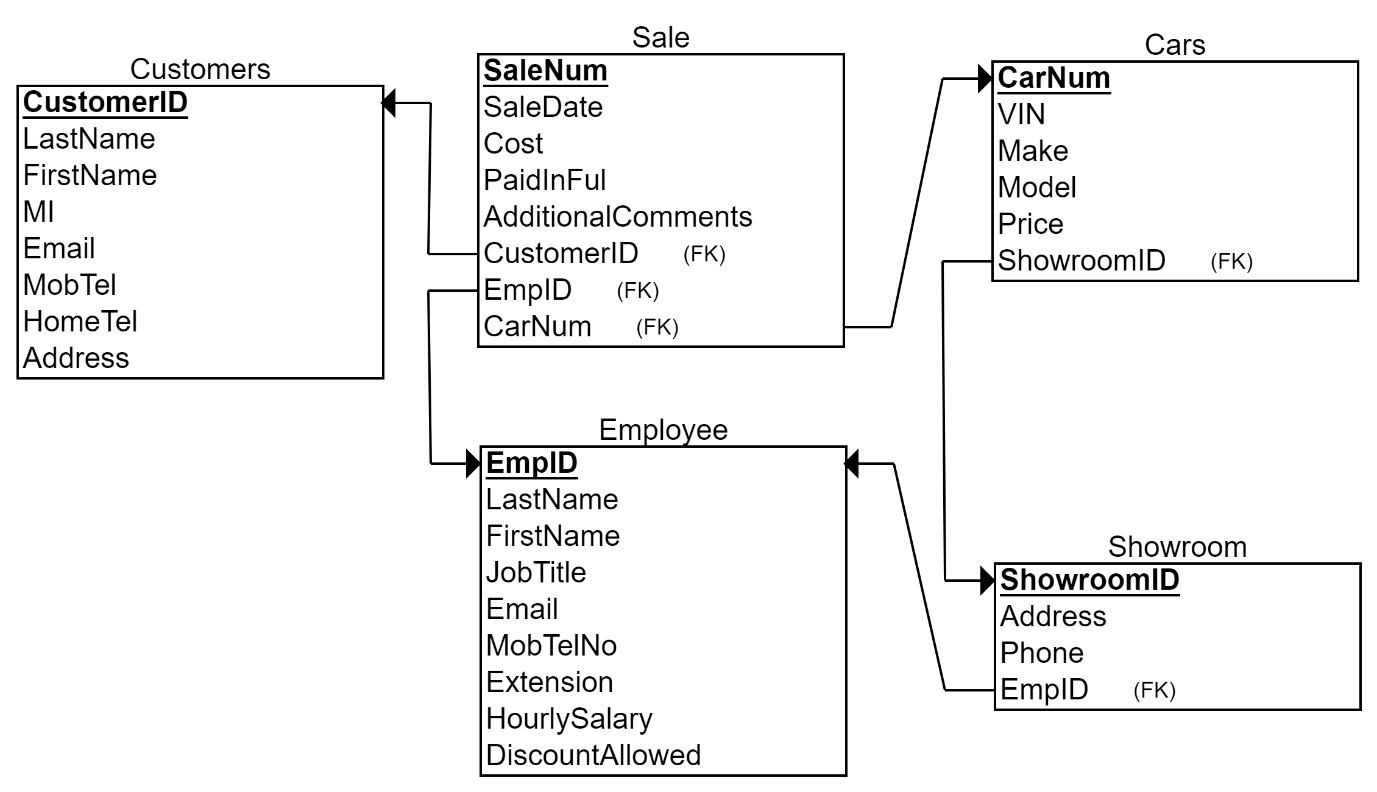 Customers
CustomerID
LastName
FirstName
MI
Email
MobTel
HomeTel
Address
Sale
SaleNum
SaleDate
Cost
PaidInFul
AdditionalComments
CustomerID (FK)
EmpID (FK)
CarNum (FK)
Cars
CarNum
VIN
Make
Model
Price
ShowroomID (FK)
Employee
EmpID
LastName
FirstName
JobTitle
Email
MobTelNo
Extension
HourlySalary
DiscountAllowed
Showroom
ShowroomID
Address
Phone
EmpID (FK)